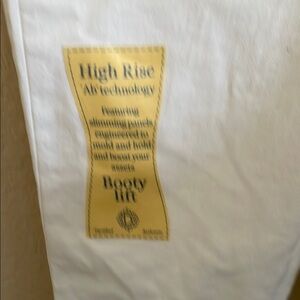 High Rise
Ab technology
Featuring
slimming panels
engineered to
mold and hold
and boost your
assets
Booty
lift